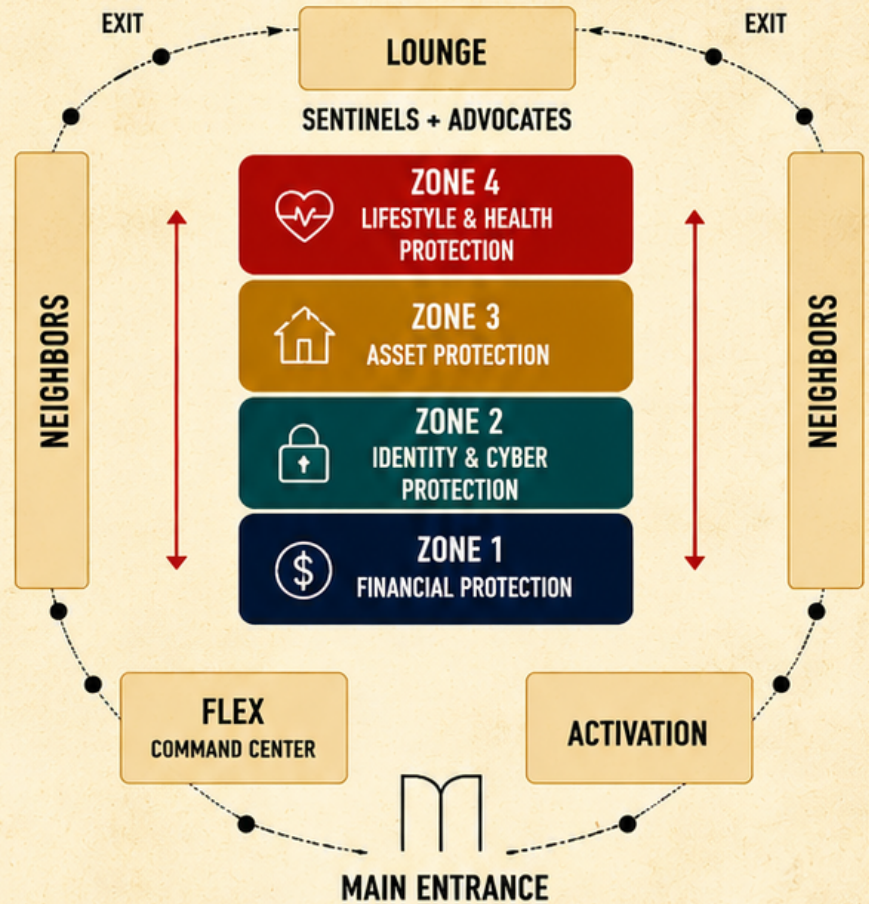 EXIT
EXIT
LOUNGE
SENTINELS + ADVOCATES
ZONE 4
LIFESTYLE & HEALTH
PROTECTION
ZONE 3
ASSET PROTECTION
ZONE 2
IDENTITY & CYBER
PROTECTION
ZONE 1
$
FINANCIAL PROTECTION
NEIGHBORS
NEIGHBORS
FLEX
COMMAND CENTER
ACTIVATION
MAIN ENTRANCE